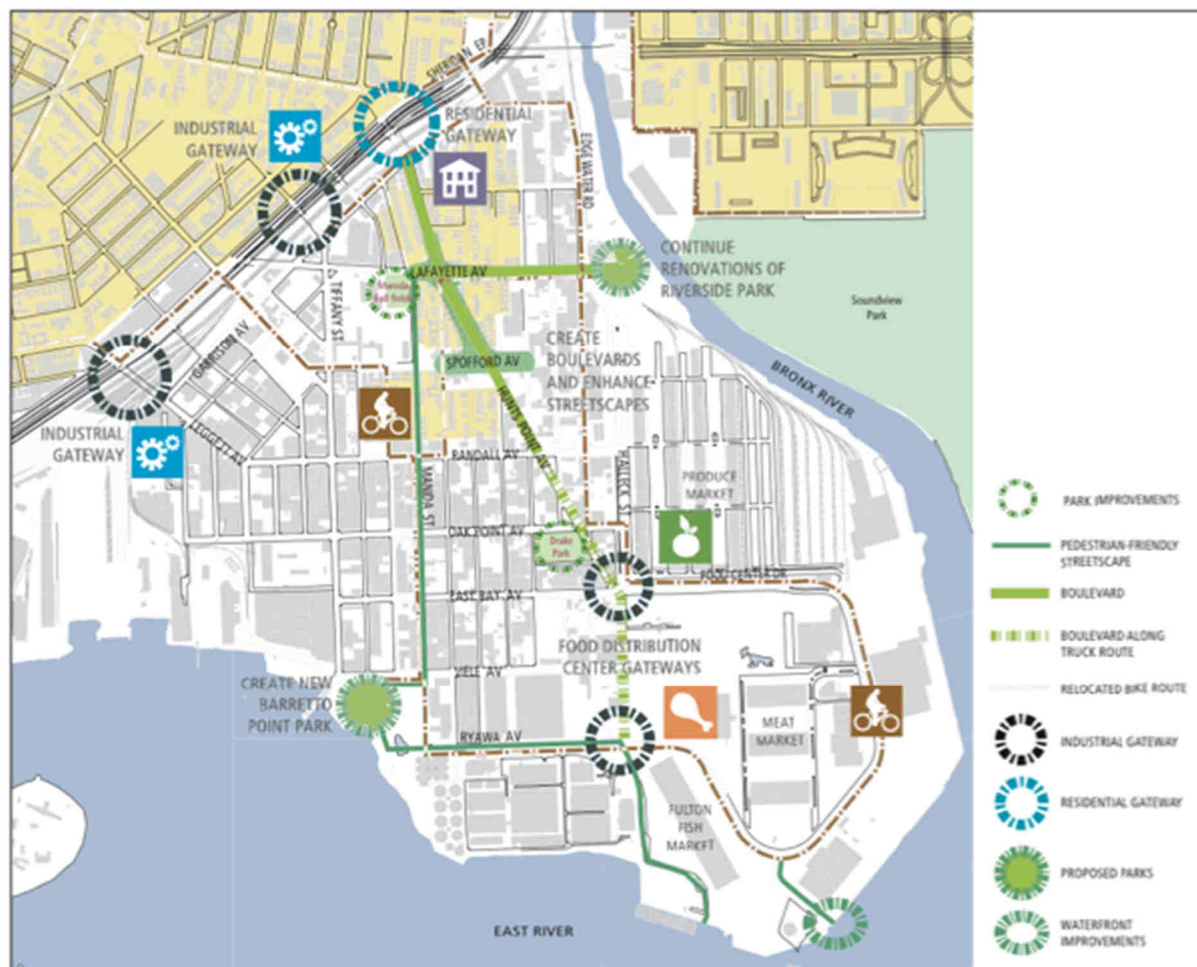 SHERIDAN EP
INDUSTRIAL
GATEWAY
RESIDENTIAL
GATEWAY
EDGEWATER RD
LAFAYETTE AV
CONTINUE
RENOVATIONS OF
RIVERSIDE PARK
Soundview
Park
TIFFANY ST
GARRISON AV
SPOFFORD AV
CREATE
BOULEVARDS
AND ENHANCE
STREETSCAPES
BRONX RIVER
HUNTS POINT AV
INDUSTRIAL
GATEWAY
LEGGETT AV
RANDALL AV
MANIDA ST
HALLECK ST
PRODUCE
MARKET
OAK POINT AV
Drake
Park
FOOD CENTER DR
EAST BAY AV
FOOD DISTRIBUTION
CENTER GATEWAYS
CREATE NEW
BARRETTO
POINT PARK
VIELE AV
RYAWA AV
MEAT
MARKET
FULTON
FISH
MARKET
EAST RIVER
PARK IMPROVEMENTS
PEDESTRIAN-FRIENDLY
STREETSCAPE
BOULEVARD
BOULEVARD ALONG
TRUCK ROUTE
RELOCATED BIKE ROUTE
INDUSTRIAL GATEWAY
RESIDENTIAL GATEWAY
PROPOSED PARKS
WATERFRONT
IMPROVEMENTS